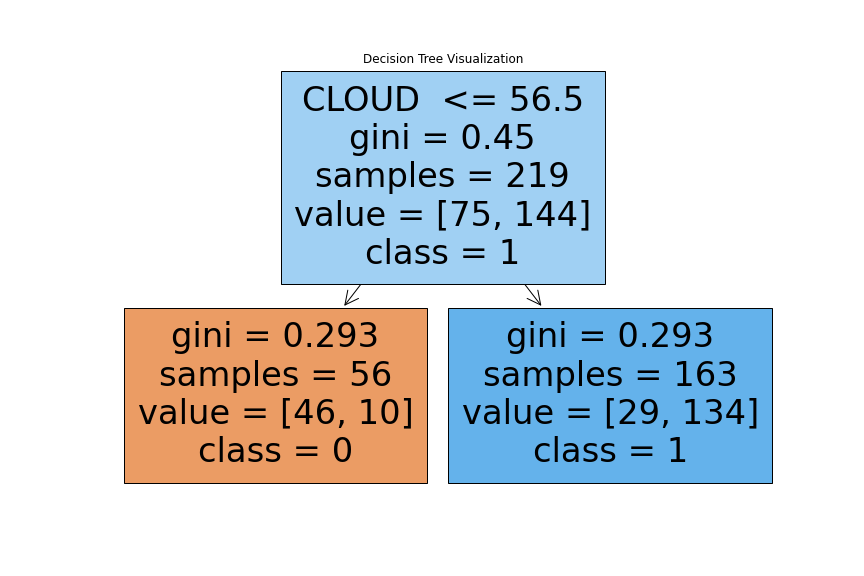 Decision Tree Visualization
CLOUD  <= 56.5
gini = 0.45
samples = 219
value = [75, 144]
class = 1
gini = 0.293
samples = 56
value = [46, 10]
class = 0
gini = 0.293
samples = 163
value = [29, 134]
class = 1